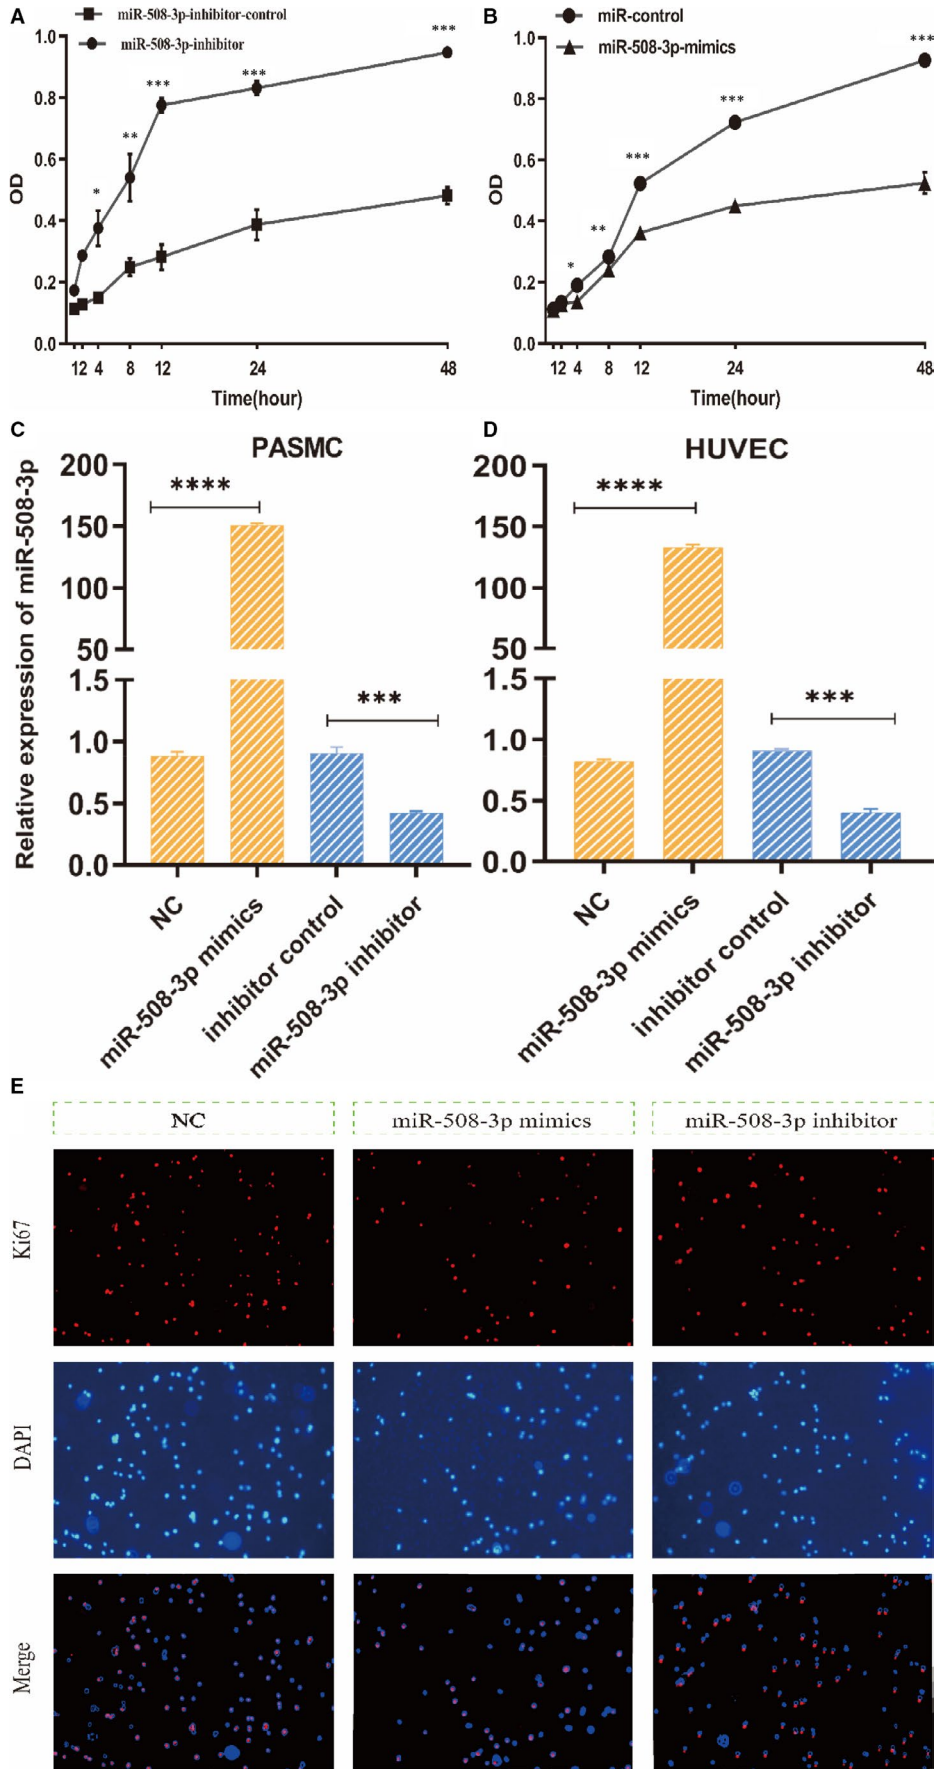 A
miR-508-3p-inhibitor-control
miR-508-3p-inhibitor
OD
1.0
0.8
0.6
0.4
0.2
0.0
*
**
***
***
***
12 4 8 12 24 48
Time(hour)
B
miR-control
miR-508-3p-mimics
OD
1.0
0.8
0.6
0.4
0.2
0.0
*
**
***
***
***
12 4 8 12 24 48
Time(hour)
C
PASMC
Relative expression of miR-508-3p
200
150
100
50
1.5
1.0
0.5
0.0
****
***
NC
miR-508-3p mimics
inhibitor control
miR-508-3p inhibitor
D
HUVEC
200
150
100
50
1.5
1.0
0.5
0.0
****
***
NC
miR-508-3p mimics
inhibitor control
miR-508-3p inhibitor
E
NC
miR-508-3p mimics
miR-508-3p inhibitor
Ki67
DAPI
Merge